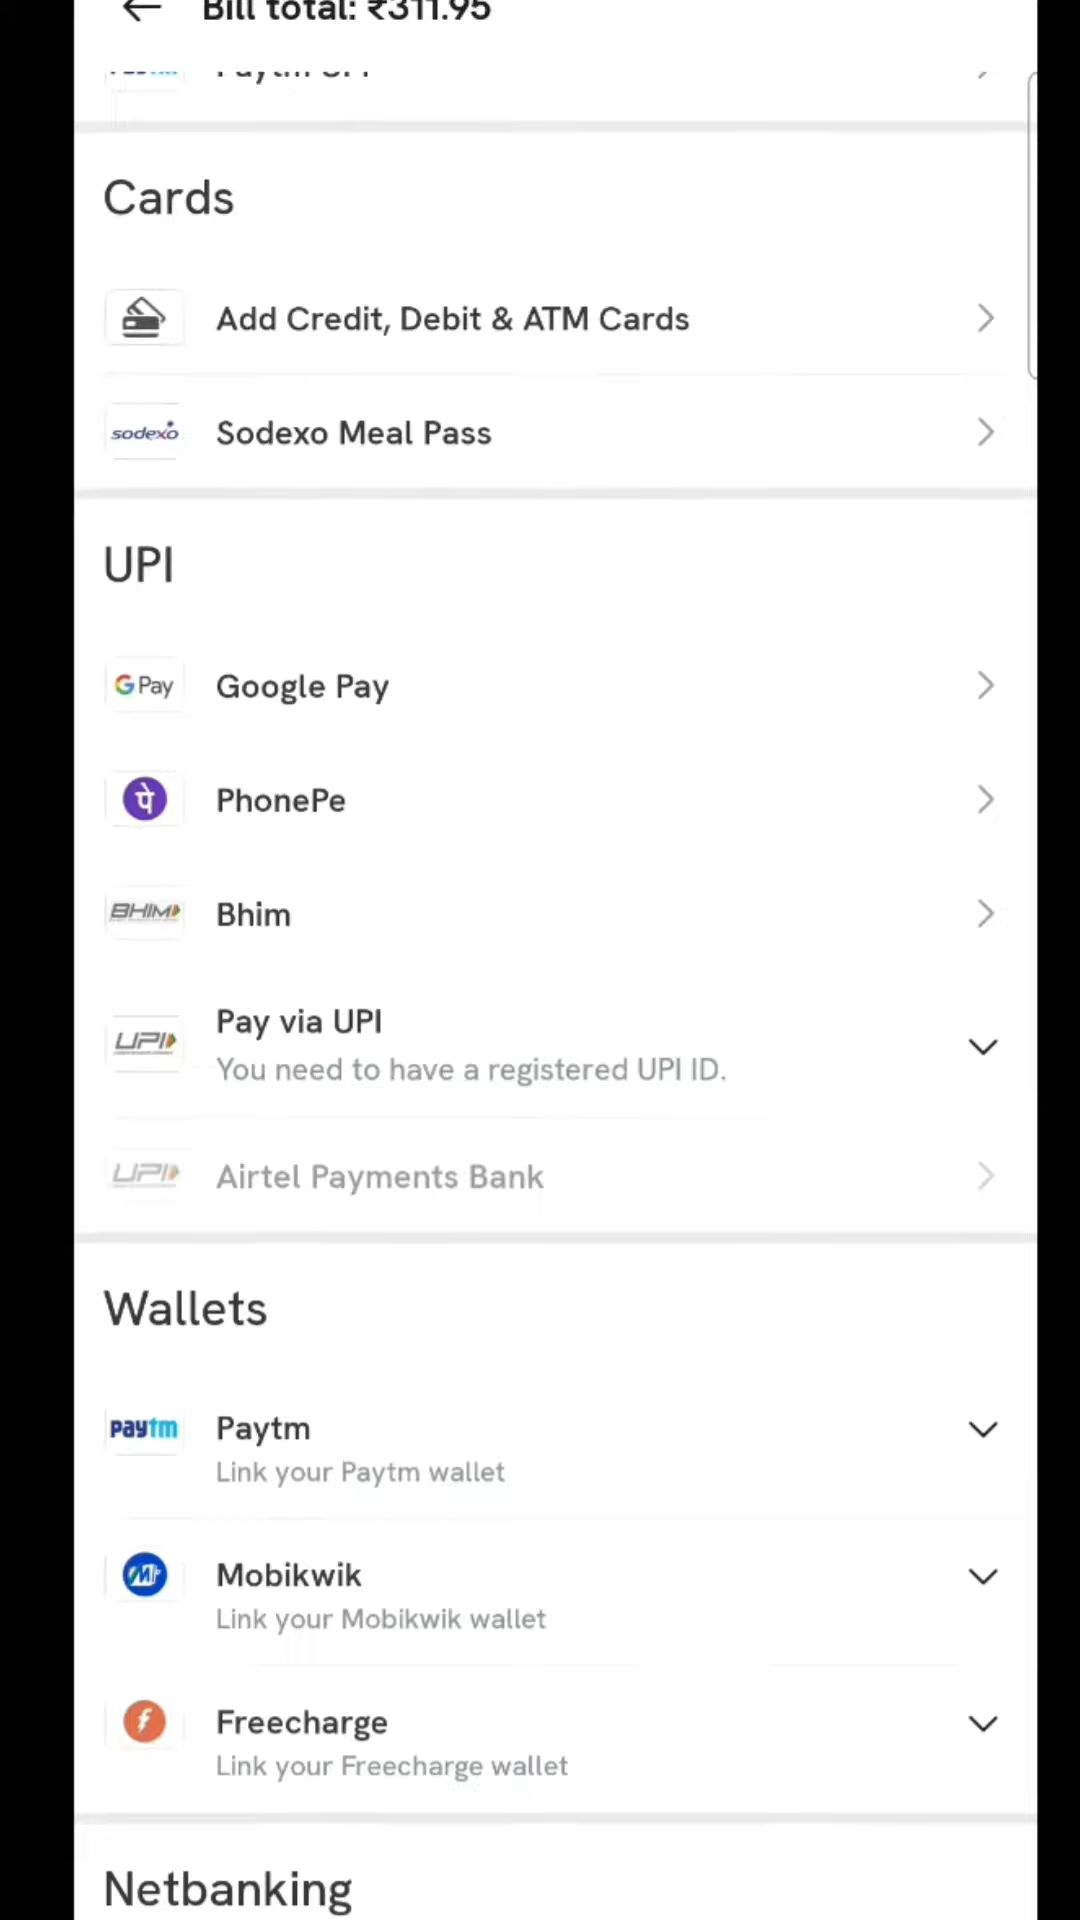 Bill total: ₹311.95
Paytm UPI
Cards
Add Credit, Debit & ATM Cards
sodexo
Sodexo Meal Pass
UPI
G Pay
Google Pay
पे
PhonePe
BHIM
Bhim
Pay via UPI
UPI
You need to have a registered UPI ID.
UPI
Airtel Payments Bank
Wallets
paytm
Paytm
Link your Paytm wallet
Mobikwik
Link your Mobikwik wallet
f
Freecharge
Link your Freecharge wallet
Netbanking